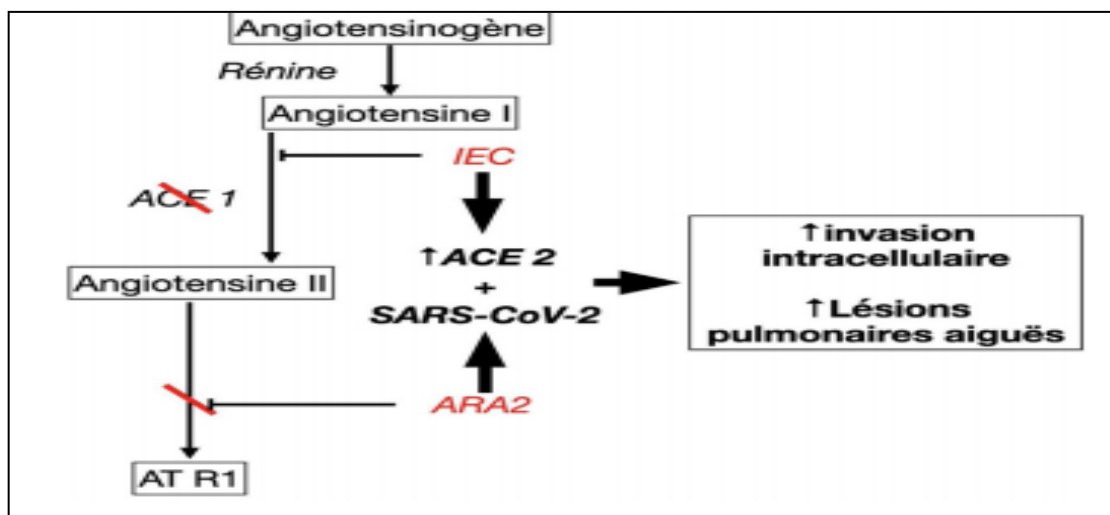 Angiotensinogène
Rénine
Angiotensine I
IEC
ACE 1
↑ACE 2
+
SARS-CoV-2
Angiotensine II
↑invasion
intracellulaire
↑Lésions
pulmonaires aiguës
ARA2
AT R1